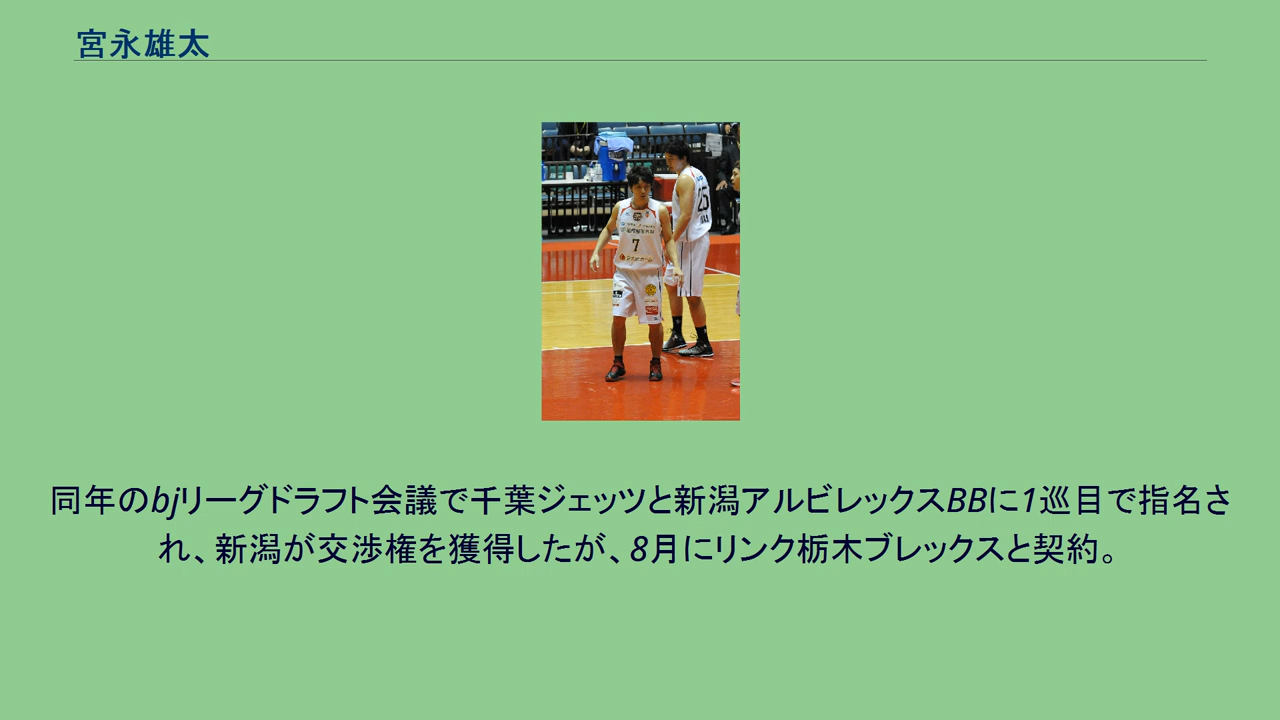 宮永雄太
7
25
同年のbjリーグドラフト会議で千葉ジェッツと新潟アルビレックスBBに1巡目で指名さ
れ、新潟が交渉権を獲得したが、8月にリンク栃木ブレックスと契約。